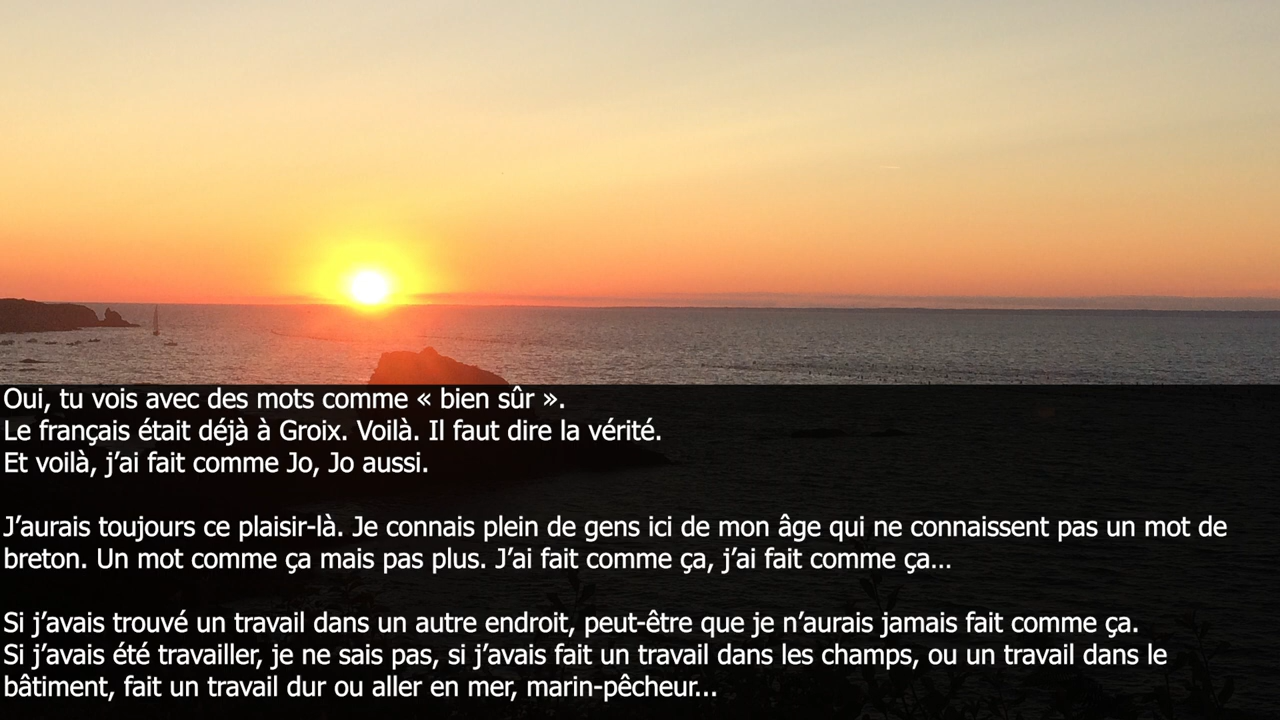 Oui, tu vois avec des mots comme « bien sûr ».
Le français était déjà à Groix. Voilà. Il faut dire la vérité.
Et voilà, j’ai fait comme Jo, Jo aussi.
J’aurais toujours ce plaisir-là. Je connais plein de gens ici de mon âge qui ne connaissent pas un mot de
breton. Un mot comme ça mais pas plus. J’ai fait comme ça, j’ai fait comme ça...
Si j’avais trouvé un travail dans un autre endroit, peut-être que je n’aurais jamais fait comme ça.
Si j’avais été travailler, je ne sais pas, si j’avais fait un travail dans les champs, ou un travail dans le
bâtiment, fait un travail dur ou aller en mer, marin-pêcheur...